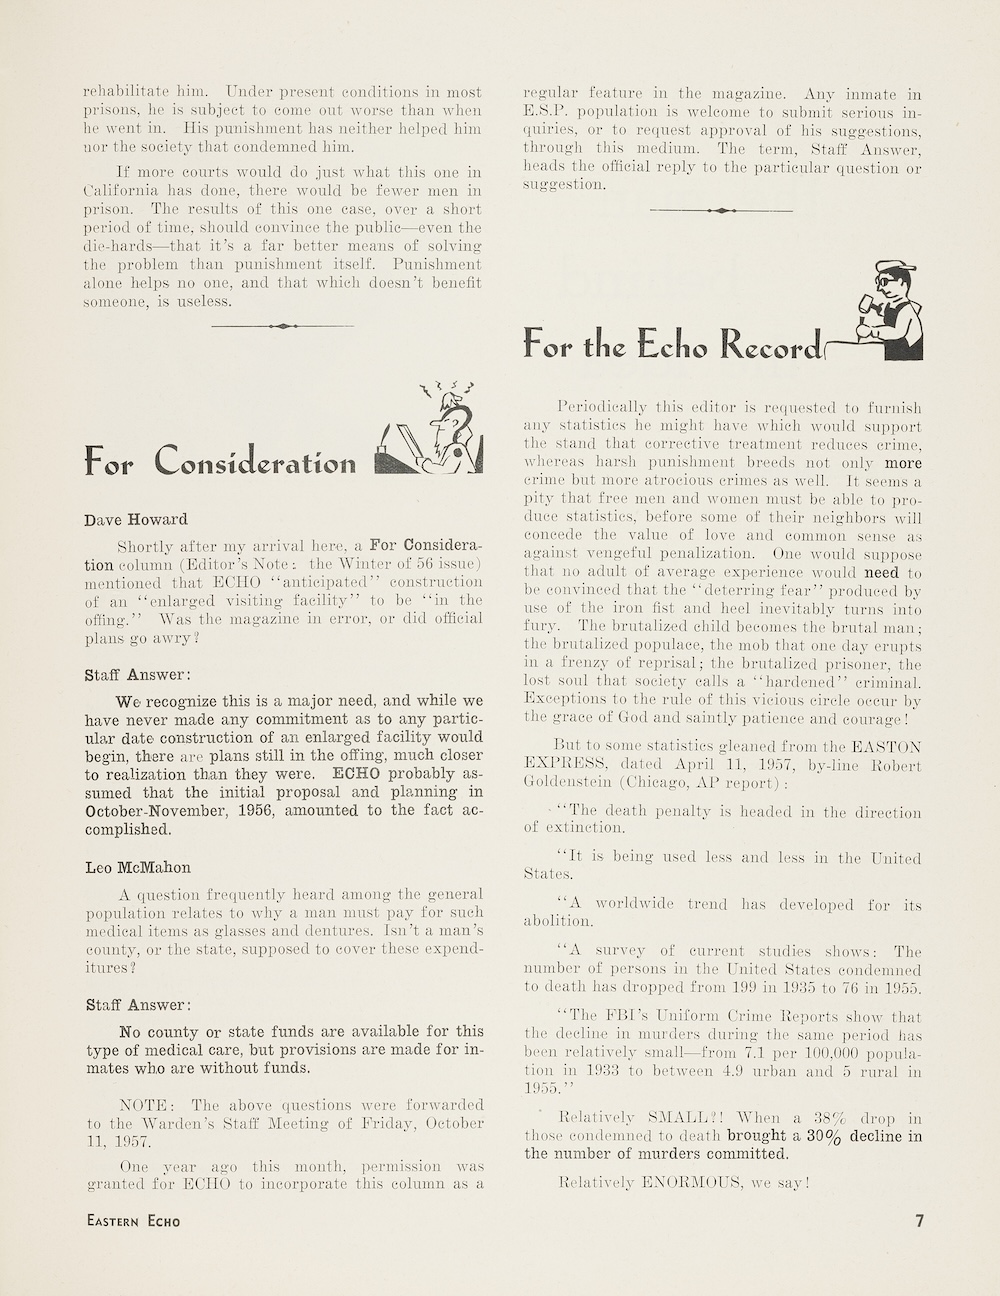 rehabilitate him. Under present conditions in most
prisons, he is subject to come out worse than when
he went in. His punishment has neither helped him
nor the society that condemned him.
If more courts would do just what this one in
California has done, there would be fewer men in
prison. The results of this one case, over a short
period of time, should convince the public—even the
die-hards—that it's a far better means of solving
the problem than punishment itself. Punishment
alone helps no one, and that which doesn't benefit
someone, is useless.
For Consideration
Dave Howard
Shortly after my arrival here, a For Considera-
tion column (Editor's Note: the Winter of 56 issue)
mentioned that ECHO "anticipated" construction
of an "enlarged visiting facility" to be "in the
offing." Was the magazine in error, or did official
plans go awry?
Staff Answer:
We recognize this is a major need, and while we
have never made any commitment as to any partic-
ular date construction of an enlarged facility would
begin, there are plans still in the offing, much closer
to realization than they were. ECHO probably as-
sumed that the initial proposal and planning in
October-November, 1956, amounted to the fact ac-
complished.
Leo McMahon
A question frequently heard among the general
population relates to why a man must pay for such
medical items as glasses and dentures. Isn't a man's
county, or the state, supposed to cover these expend-
itures?
Staff Answer:
No county or state funds are available for this
type of medical care, but provisions are made for in-
mates who are without funds.
NOTE: The above questions were forwarded
to the Warden's Staff Meeting of Friday, October
11, 1957.
One year ago this month, permission was
granted for ECHO to incorporate this column as a
regular feature in the magazine. Any inmate in
E.S.P. population is welcome to submit serious in-
quiries, or to request approval of his suggestions,
through this medium. The term, Staff Answer,
heads the official reply to the particular question or
suggestion.
For the Echo Record
Periodically this editor is requested to furnish
any statistics he might have which would support
the stand that corrective treatment reduces crime,
whereas harsh punishment breeds not only more
crime but more atrocious crimes as well. It seems a
pity that free men and women must be able to pro-
duce statistics, before some of their neighbors will
concede the value of love and common sense as
against vengeful penalization. One would suppose
that no adult of average experience would need to
be convinced that the "deterring fear" produced by
use of the iron fist and heel inevitably turns into
fury. The brutalized child becomes the brutal man;
the brutalized populace, the mob that one day erupts
in a frenzy of reprisal; the brutalized prisoner, the
lost soul that society calls a "hardened" criminal.
Exceptions to the rule of this vicious circle occur by
the grace of God and saintly patience and courage!
But to some statistics gleaned from the EASTON
EXPRESS, dated April 11, 1957, by-line Robert
Goldenstein (Chicago, AP report):
"The death penalty is headed in the direction
of extinction.
"It is being used less and less in the United
States.
"A worldwide trend has developed for its
abolition.
"A survey of current studies shows: The
number of persons in the United States condemned
to death has dropped from 199 in 1935 to 76 in 1955.
"The FBI's Uniform Crime Reports show that
the decline in murders during the same period has
been relatively small—from 7.1 per 100,000 popula-
tion in 1933 to between 4.9 urban and 5 rural in
1955."
Relatively SMALL?! When a 38% drop in
those condemned to death brought a 30% decline in
the number of murders committed.
Relatively ENORMOUS, we say!
EASTERN ECHO
7